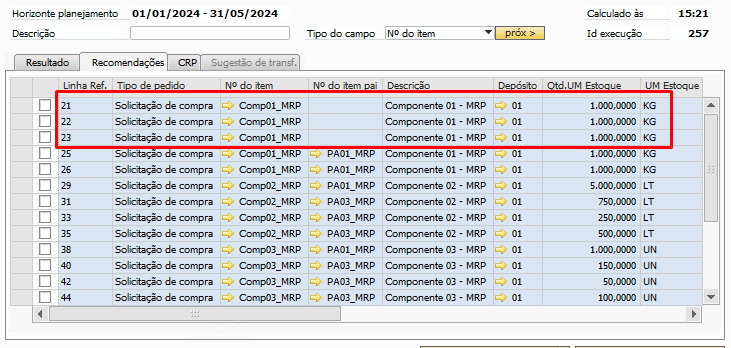 Horizonte planejamento 01/01/2024 - 31/05/2024 Calculado às 15:21
Descrição Tipo do campo Nº do item próx > Id execução 257
Resultado Recomendações CRP Sugestão de transf.
Linha Ref. Tipo de pedido Nº do item Nº do item pai Descrição Depósito Qtd.UM Estoque UM Estoque
21 Solicitação de compra Comp01_MRP Componente 01 - MRP 01 1.000,0000 KG
22 Solicitação de compra Comp01_MRP Componente 01 - MRP 01 1.000,0000 KG
23 Solicitação de compra Comp01_MRP Componente 01 - MRP 01 1.000,0000 KG
25 Solicitação de compra Comp01_MRP PA01_MRP Componente 01 - MRP 01 1.000,0000 KG
26 Solicitação de compra Comp01_MRP PA01_MRP Componente 01 - MRP 01 1.000,0000 KG
29 Solicitação de compra Comp02_MRP PA01_MRP Componente 02 - MRP 01 5.000,0000 LT
31 Solicitação de compra Comp02_MRP PA03_MRP Componente 02 - MRP 01 750,0000 LT
33 Solicitação de compra Comp02_MRP PA03_MRP Componente 02 - MRP 01 250,0000 LT
35 Solicitação de compra Comp02_MRP PA03_MRP Componente 02 - MRP 01 500,0000 LT
38 Solicitação de compra Comp03_MRP PA01_MRP Componente 03 - MRP 01 1.000,0000 UN
40 Solicitação de compra Comp03_MRP PA03_MRP Componente 03 - MRP 01 150,0000 UN
42 Solicitação de compra Comp03_MRP PA03_MRP Componente 03 - MRP 01 50,0000 UN
44 Solicitação de compra Comp03_MRP PA03_MRP Componente 03 - MRP 01 100,0000 UN